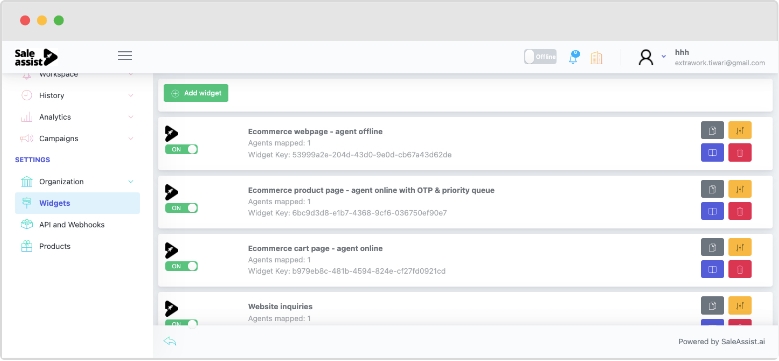 Sale
assist
Offline
0
hhh
extrawork.tiwari@gmail.com
Workspace
History
Analytics
Campaigns
SETTINGS
Organization
Widgets
API and Webhooks
Products
Add widget
ON
Ecommerce webpage - agent offline
Agents mapped: 1
Widget Key: 53999a2e-204d-43d0-9e0d-cb67a43d62de
ON
Ecommerce product page - agent online with OTP & priority queue
Agents mapped: 1
Widget Key: 6bc9d3d8-e1b7-4368-9cf6-036750ef90e7
ON
Ecommerce cart page - agent online
Agents mapped: 1
Widget Key: b979eb8c-481b-4594-824e-cf27fd0921cd
ON
Website inquiries
Agents mapped: 1
Powered by SaleAssist.ai